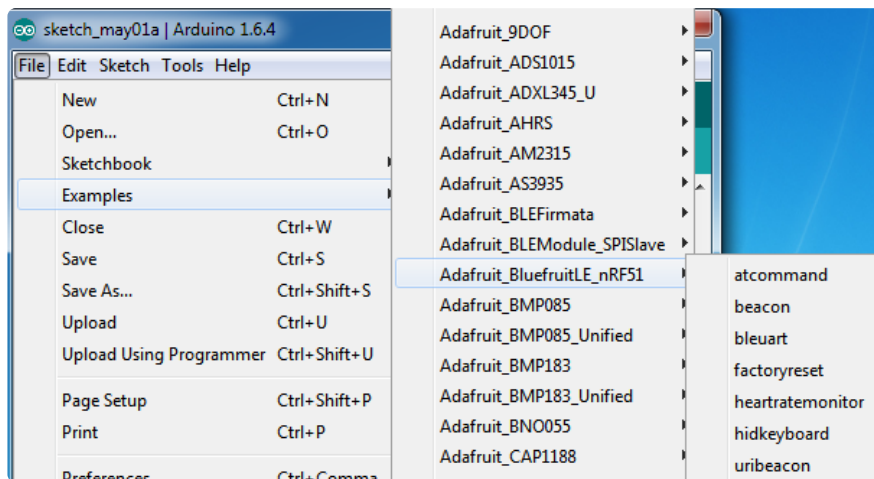 sketch_may01a | Arduino 1.6.4
File Edit Sketch Tools Help
New Ctrl+N
Open... Ctrl+O
Sketchbook
Examples
Close Ctrl+W
Save Ctrl+S
Save As... Ctrl+Shift+S
Upload Ctrl+U
Upload Using Programmer Ctrl+Shift+U
Page Setup Ctrl+Shift+P
Print Ctrl+P
Preferences Ctrl+Comma
Adafruit_9DOF
Adafruit_ADS1015
Adafruit_ADXL345_U
Adafruit_AHRS
Adafruit_AM2315
Adafruit_AS3935
Adafruit_BLEFirmata
Adafruit_BLEModule_SPISlave
Adafruit_BluefruitLE_nRF51
Adafruit_BMP085
Adafruit_BMP085_Unified
Adafruit_BMP183
Adafruit_BMP183_Unified
Adafruit_BNO055
Adafruit_CAP1188
atcommand
beacon
bleuart
factoryreset
heartratemonitor
hidkeyboard
uribeacon